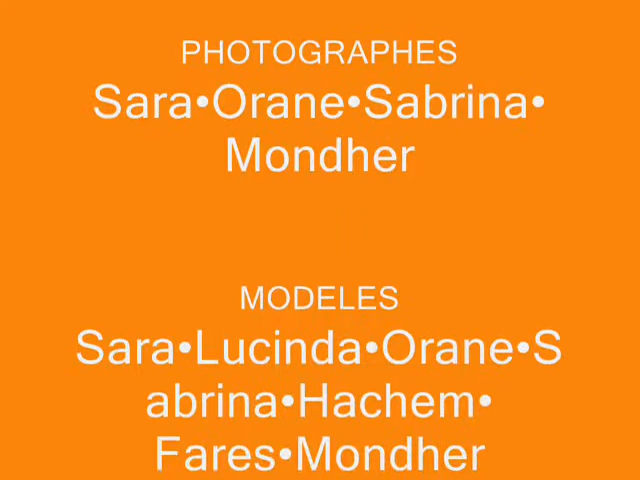 PHOTOGRAPHES
Sara•Orane•Sabrina•
Mondher
MODELES
Sara•Lucinda•Orane•S
abrina•Hachem•
Fares•Mondher